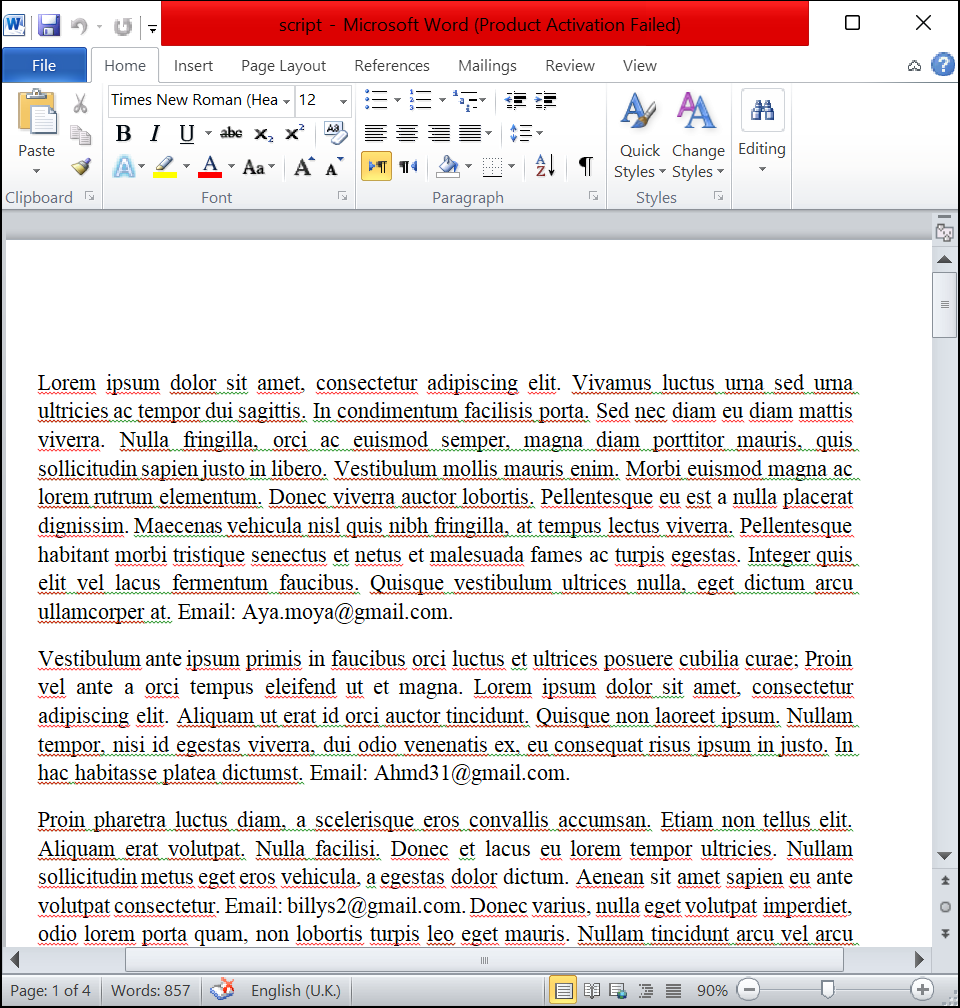 script - Microsoft Word (Product Activation Failed)
File Home Insert Page Layout References Mailings Review View
Times New Roman (Hea 12
Paste
B I U abc x₂ x²
A A Aa A A
Quick Styles
Change Styles
Editing
Clipboard Font Paragraph Styles
Lorem ipsum dolor sit amet, consectetur adipiscing elit. Vivamus luctus urna sed urna
ultricies ac tempor dui sagittis. In condimentum facilisis porta. Sed nec diam eu diam mattis
viverra. Nulla fringilla, orci ac euismod semper, magna diam porttitor mauris, quis
sollicitudin sapien justo in libero. Vestibulum mollis mauris enim. Morbi euismod magna ac
lorem rutrum elementum. Donec viverra auctor lobortis. Pellentesque eu est a nulla placerat
dignissim. Maecenas vehicula nisl quis nibh fringilla, at tempus lectus viverra. Pellentesque
habitant morbi tristique senectus et netus et malesuada fames ac turpis egestas. Integer quis
elit vel lacus fermentum faucibus. Quisque vestibulum ultrices nulla, eget dictum arcu
ullamcorper at. Email: Aya.moya@gmail.com.
Vestibulum ante ipsum primis in faucibus orci luctus et ultrices posuere cubilia curae; Proin
vel ante a orci tempus eleifend ut et magna. Lorem ipsum dolor sit amet, consectetur
adipiscing elit. Aliquam ut erat id orci auctor tincidunt. Quisque non laoreet ipsum. Nullam
tempor, nisi id egestas viverra, dui odio venenatis ex, eu consequat risus ipsum in justo. In
hac habitasse platea dictumst. Email: Ahmd31@gmail.com.
Proin pharetra luctus diam, a scelerisque eros convallis accumsan. Etiam non tellus elit.
Aliquam erat volutpat. Nulla facilisi. Donec et lacus eu lorem tempor ultricies. Nullam
sollicitudin metus eget eros vehicula, a egestas dolor dictum. Aenean sit amet sapien eu ante
volutpat consectetur. Email: billys2@gmail.com. Donec varius, nulla eget volutpat imperdiet,
odio lorem porta quam, non lobortis turpis leo eget mauris. Nullam tincidunt arcu vel arcu
Page: 1 of 4 Words: 857 English (U.K.) 90%